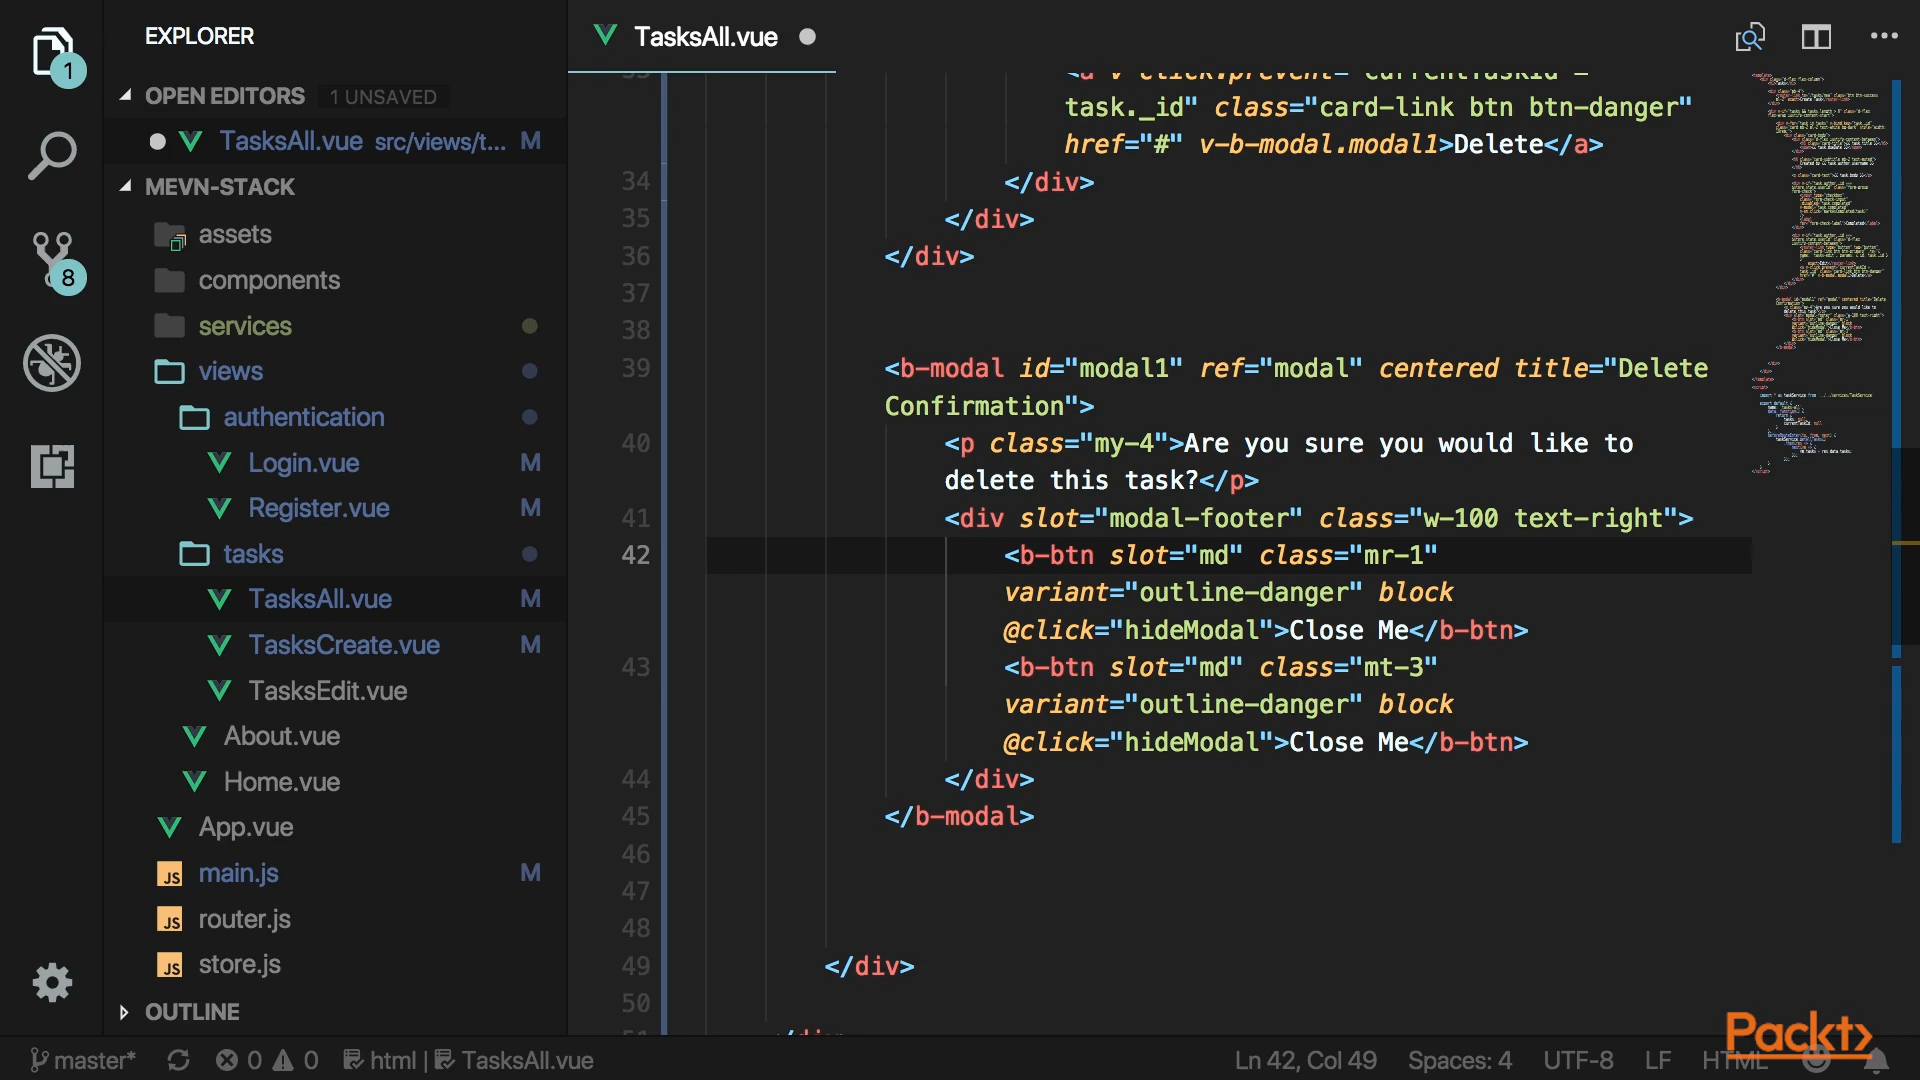 EXPLORER
OPEN EDITORS 1 UNSAVED
TasksAll.vue src/views/t... M
MEVN-STACK
assets
components
services
views
authentication
Login.vue M
Register.vue M
tasks
TasksAll.vue M
TasksCreate.vue M
TasksEdit.vue
About.vue
Home.vue
App.vue
JS main.js M
JS router.js
JS store.js
OUTLINE
1
8
TasksAll.vue
task._id" class="card-link btn btn-danger"
href="#" v-b-modal.modal1>Delete</a>
34 </div>
35 </div>
36 </div>
37
38
39 <b-modal id="modal1" ref="modal" centered title="Delete
Confirmation">
40 <p class="my-4">Are you sure you would like to
delete this task?</p>
41 <div slot="modal-footer" class="w-100 text-right">
42 <b-btn slot="md" class="mr-1"
variant="outline-danger" block
@click="hideModal">Close Me</b-btn>
43 <b-btn slot="md" class="mt-3"
variant="outline-danger" block
@click="hideModal">Close Me</b-btn>
44 </div>
45 </b-modal>
46
47
48
49 </div>
50
Packt>
master* 0 0 html | TasksAll.vue Ln 42, Col 49 Spaces: 4 UTF-8 LF HTML